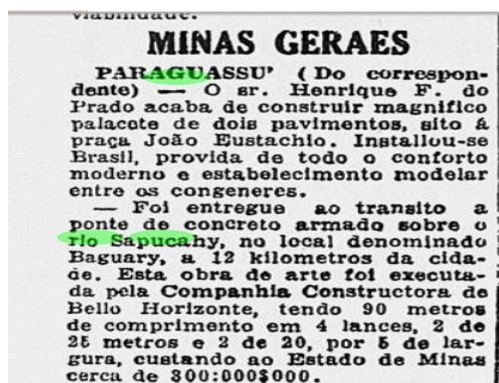 viabilidade.
MINAS GERAES
PARAGUASSU' (Do correspon-
dente) — O sr. Henrique F. do
Prado acaba de construir magnifico
palacete de dois pavimentos, sito á
praça João Eustachio. Installou-se
Brasil, provida de todo o conforto
moderno e estabelecimento modelar
entre os congeneres.
— Foi entregue ao transito a
ponte de concreto armado sobre o
rio Sapucahy, no local denominado
Baguary, a 12 kilometros da cida-
de. Esta obra de arte foi executa-
da pela Companhia Constructora de
Bello Horizonte, tendo 90 metros
de comprimento em 4 lances, 2 de
25 metros e 2 de 20, por 5 de lar-
gura, custando ao Estado de Minas
cerca de 300:000$000.